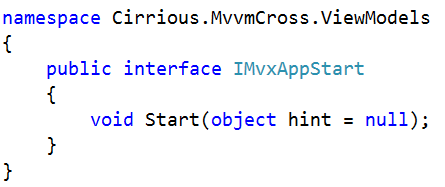 namespace Cirrious.MvvmCross.ViewModels
{
    public interface IMvxAppStart
    {
        void Start(object hint = null);
    }
}